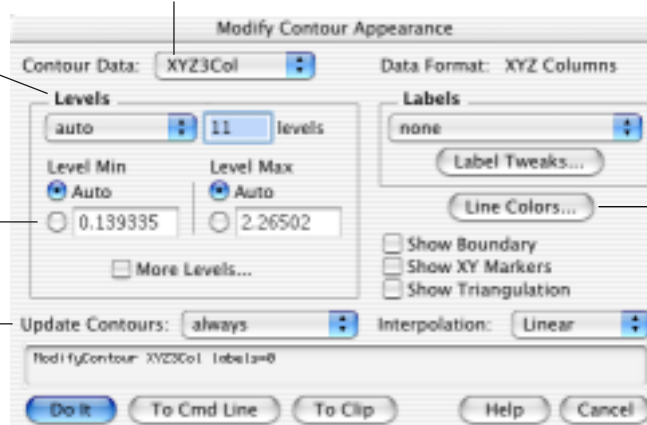 Modify Contour Appearance
Contour Data: XYZ3Col Data Format: XYZ Columns
Levels
auto 11 levels
Level Min Level Max
Auto Auto
0.139335 2.26502
More Levels...
Labels
none
Label Tweaks...
Line Colors...
Show Boundary
Show XY Markers
Show Triangulation
Update Contours: always Interpolation: Linear
ModifyContour XYZ3Col labels=0
Do It To Cmd Line To Clip Help Cancel